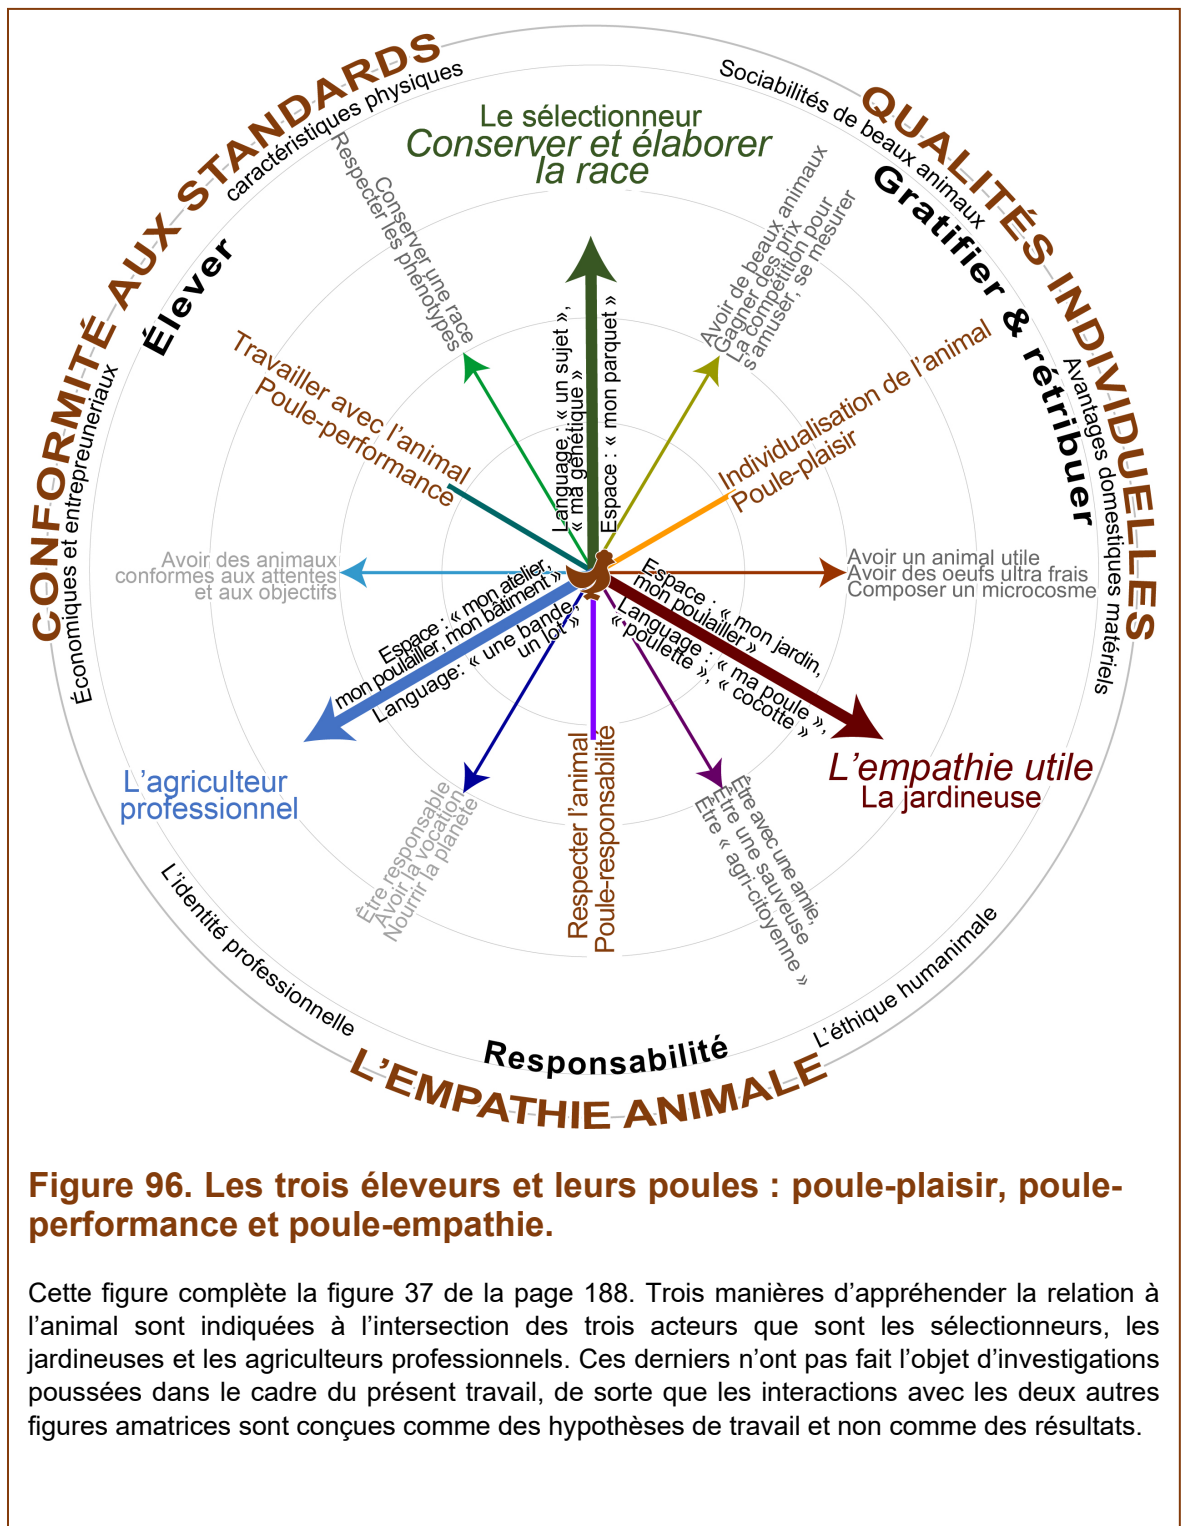 CONFORMITÉ AUX STANDARDS
caractéristiques physiques
Économiques et entrepreuneriaux
Élever
QUALITÉS INDIVIDUELLES
Sociabilités de beaux animaux
Avantages domestiques matériels
Gratifier & rétribuer
Le sélectionneur
Conserver et élaborer
la race
Conserver une race
Respecter les phénotypes
Avoir de beaux animaux
Gagner des prix
La compétition pour
s'amuser, se mesurer
Travailler avec l'animal
Poule-performance
Language : « un sujet »,
« ma génétique »
Espace : « mon parquet »
Individualisation de l'animal
Poule-plaisir
Avoir des animaux
conformes aux attentes
et aux objectifs
Avoir un animal utile
Avoir des oeufs ultra frais
Composer un microcosme
Espace : « mon atelier,
mon poulailler, mon bâtiment »
Language: « une bande,
un lot »
Espace : « mon jardin,
mon poulailler »
Language : « ma poule »,
« poulette », « cocotte »
L'agriculteur
professionnel
L'empathie utile
La jardineuse
Être responsable
Avoir la vocation
Nourrir la planète
Respecter l'animal
Poule-responsabilité
Être avec une amie,
Être une sauveuse
Être « agri-citoyenne »
L'identité professionnelle
L'éthique humanimale
Responsabilité
L'EMPATHIE ANIMALE
Figure 96. Les trois éleveurs et leurs poules : poule-plaisir, poule-
performance et poule-empathie.
Cette figure complète la figure 37 de la page 188. Trois manières d'appréhender la relation à
l'animal sont indiquées à l'intersection des trois acteurs que sont les sélectionneurs, les
jardineuses et les agriculteurs professionnels. Ces derniers n'ont pas fait l'objet d'investigations
poussées dans le cadre du présent travail, de sorte que les interactions avec les deux autres
figures amatrices sont conçues comme des hypothèses de travail et non comme des résultats.